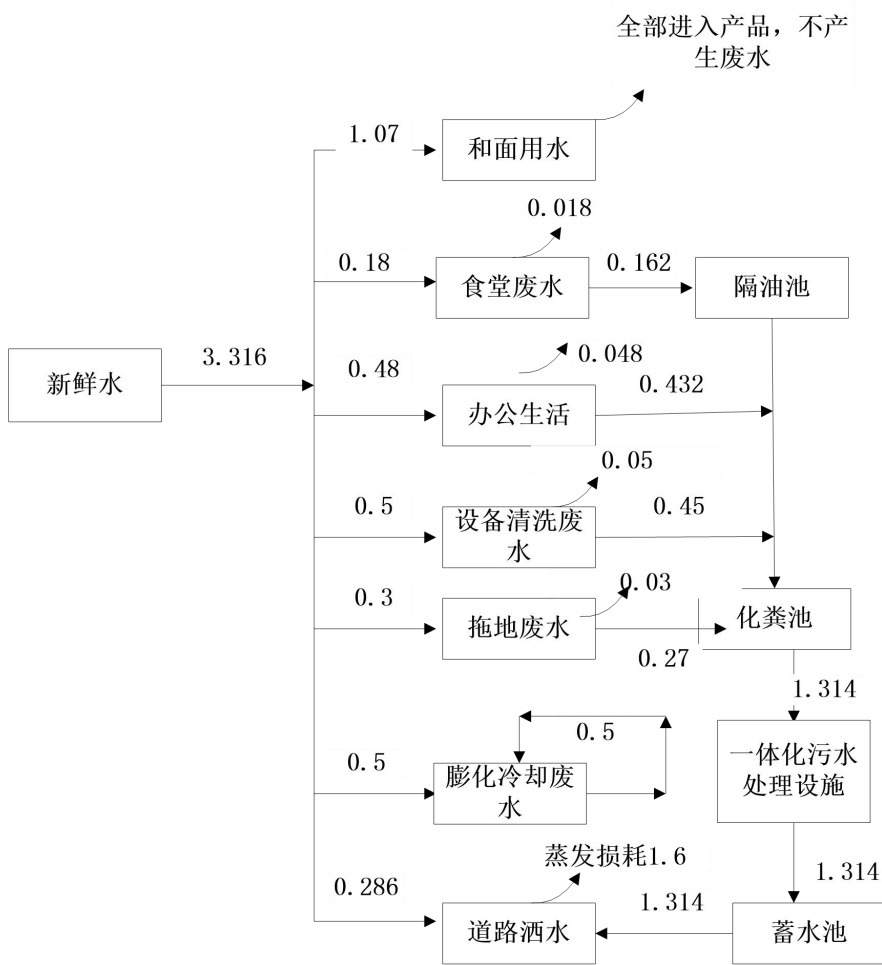 全部进入产品，不产
生废水
1.07
和面用水
0.018
0.18
食堂废水
0.162
隔油池
新鲜水
3.316
0.48
0.048
办公生活
0.432
0.05
0.5
设备清洗废
水
0.45
0.3
0.03
拖地废水
0.27
化粪池
1.314
0.5
一体化污水
处理设施
0.5
膨化冷却废
水
蒸发损耗1.6
1.314
0.286
道路洒水
1.314
蓄水池